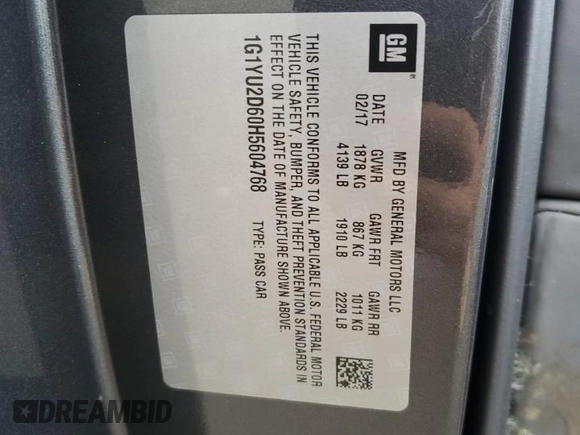 GM
MFD BY GENERAL MOTORS LLC
DATE GVWR GAWR FRT GAWR RR
02/17 1878 KG 867 KG 1011 KG
4139 LB 1910 LB 2229 LB
THIS VEHICLE CONFORMS TO ALL APPLICABLE U.S. FEDERAL MOTOR
VEHICLE SAFETY, BUMPER, AND THEFT PREVENTION STANDARDS IN
EFFECT ON THE DATE OF MANUFACTURE SHOWN ABOVE.
1G1YU2D60H5604768 TYPE: PASS CAR
DREAMBID